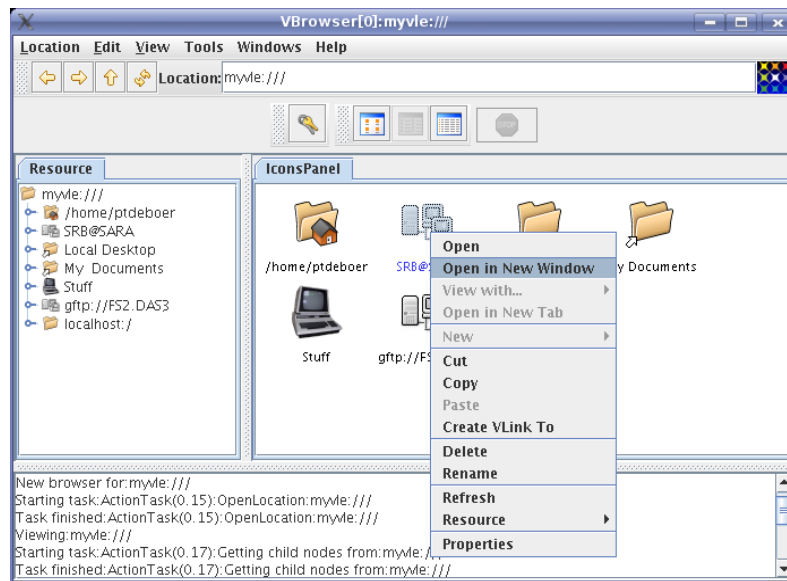 VBrowser[0]:myvle:///
Location Edit View Tools Windows Help
Location: myvle:///
STOP
Resource
myvle:///
/home/ptdeboer
SRB@SARA
Local Desktop
My Documents
Stuff
gftp://FS2.DAS3
localhost:/
IconsPanel
/home/ptdeboer
SRB@S
y Documents
Stuff
gftp://FS
Open
Open in New Window
View with...
Open in New Tab
New
Cut
Copy
Paste
Create VLink To
Delete
Rename
Refresh
Resource
Properties
New browser for:myvle:///
Starting task:ActionTask(0.15):OpenLocation:myvle:///
Task finished:ActionTask(0.15):OpenLocation:myvle:///
Viewing:myvle:///
Starting task:ActionTask(0.17):Getting child nodes from:myvle:/
Task finished:ActionTask(0.17):Getting child nodes from:myvle:///